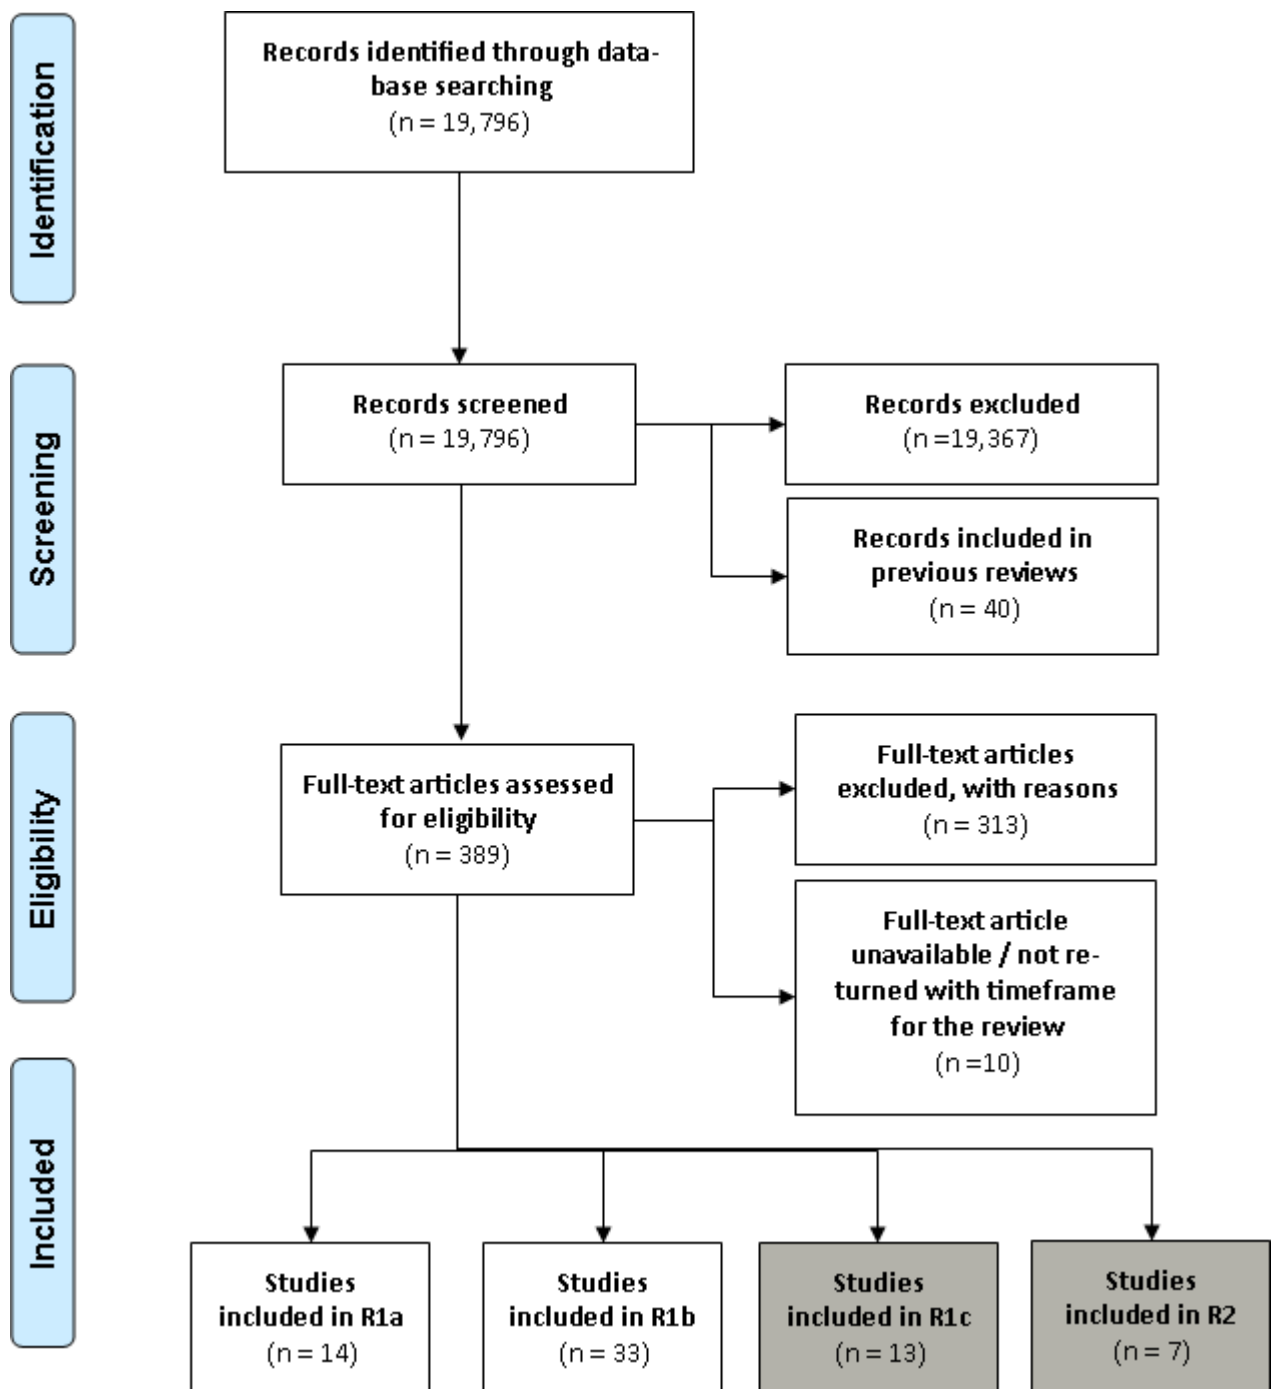 Identification
Records identified through data-
base searching
(n = 19,796)
Screening
Records screened
(n = 19,796)
Records excluded
(n =19,367)
Records included in
previous reviews
(n = 40)
Eligibility
Full-text articles assessed
for eligibility
(n = 389)
Full-text articles
excluded, with reasons
(n = 313)
Full-text article
unavailable / not re-
turned with timeframe
for the review
(n =10)
Included
Studies
included in R1a
(n = 14)
Studies
included in R1b
(n = 33)
Studies
included in R1c
(n = 13)
Studies
included in R2
(n = 7)